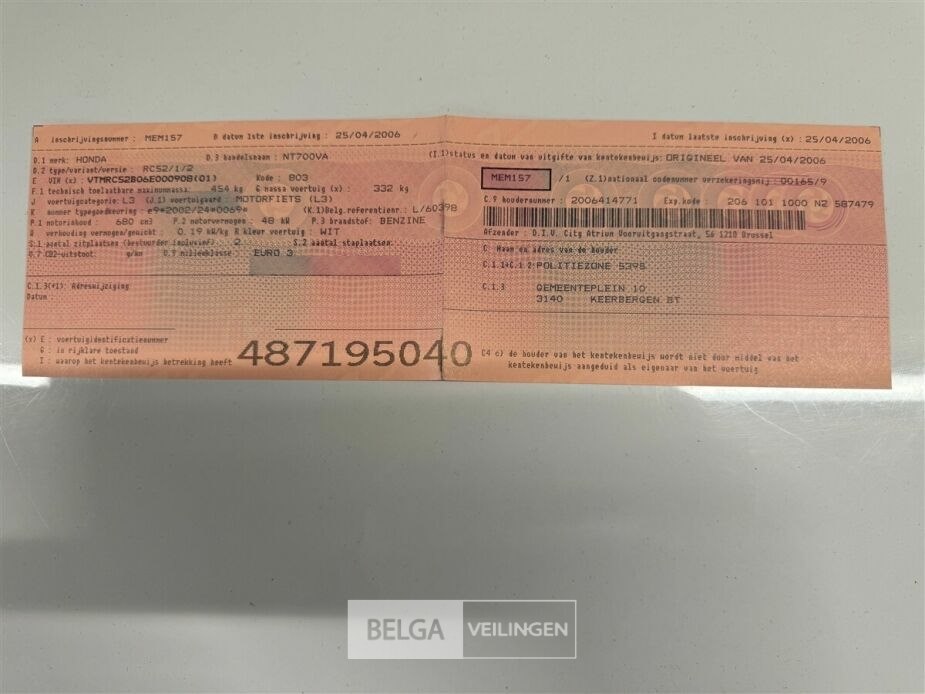 A inschrijvingsnummer : MEM157 B datum 1ste inschrijving : 25/04/2006
D.1 merk: HONDA D.3 handelsnaam : NT700VA
D.2 type/variant/versie : RC52/1/2
E VIN (x) : VTMRC52B06E000908(01) Kode : 803
F.1 technisch toelaatbare maximummassa: 454 kg G massa voertuig (x) : 332 kg
J voertuigcategorie: L3 (J.1) voertuigaard : MOTORFIETS (L3)
K nummer typegoedkeuring : e9*2002/24*0069* (K.1)Belg.referentienr.: L/60398
P.1 motorinhoud : 680 cm3 P.2 motorvermogen: 48 kW P.3 brandstof: BENZINE
Q verhouding vermogen/gewicht : 0.19 kW/kg R kleur voertuig : WIT
S.1 aantal zitplaatsen (bestuurder inclusief) : 2 S.2 aantal staplaatsen:
V.7 CO2-uitstoot: g/km V.9 milieuklasse: EURO 3
C.1.3(+1): Adreswijziging
Datum
(x) E : voertuigidentificatienummer
G : in rijklare toestand
I : waarop het kentekenbewijs betrekking heeft
487195040
I datum laatste inschrijving (x) : 25/04/2006
(I.1)status en datum van uitgifte van kentekenbewijs: ORIGINEEL VAN 25/04/2006
MEM157 /1 (Z.1)nationaal codenummer verzekeringsmij : 00165/9
C.9 houdernummer : 2006414771 Exp.kode : 206 101 1000 N2 587479
Afzender : D.I.V. City Atrium Vooruitgangstraat, 56 1210 Brussel
C Naam en adres van de houder
C.1.1+C.1.2 POLITIEZONE 5395
C.1.3 GEMEENTEPLEIN 10
3140 KEERBERGEN BT
C4 c) de houder van het kentekenbewijs wordt niet door middel van het
kentekenbewijs aangeduid als eigenaar van het voertuig
BELGA VEILINGEN